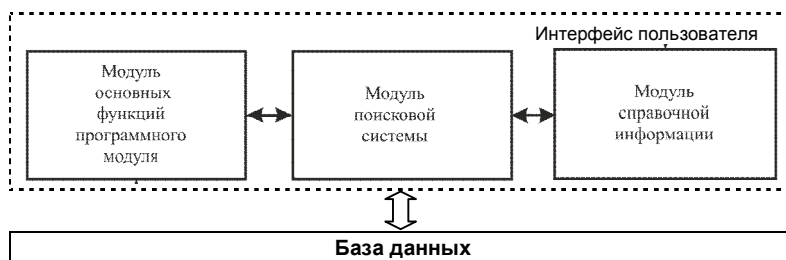 Интерфейс пользователя
Модуль
основных
функций
программного
модуля
Модуль
поисковой
системы
Модуль
справочной
информации
База данных